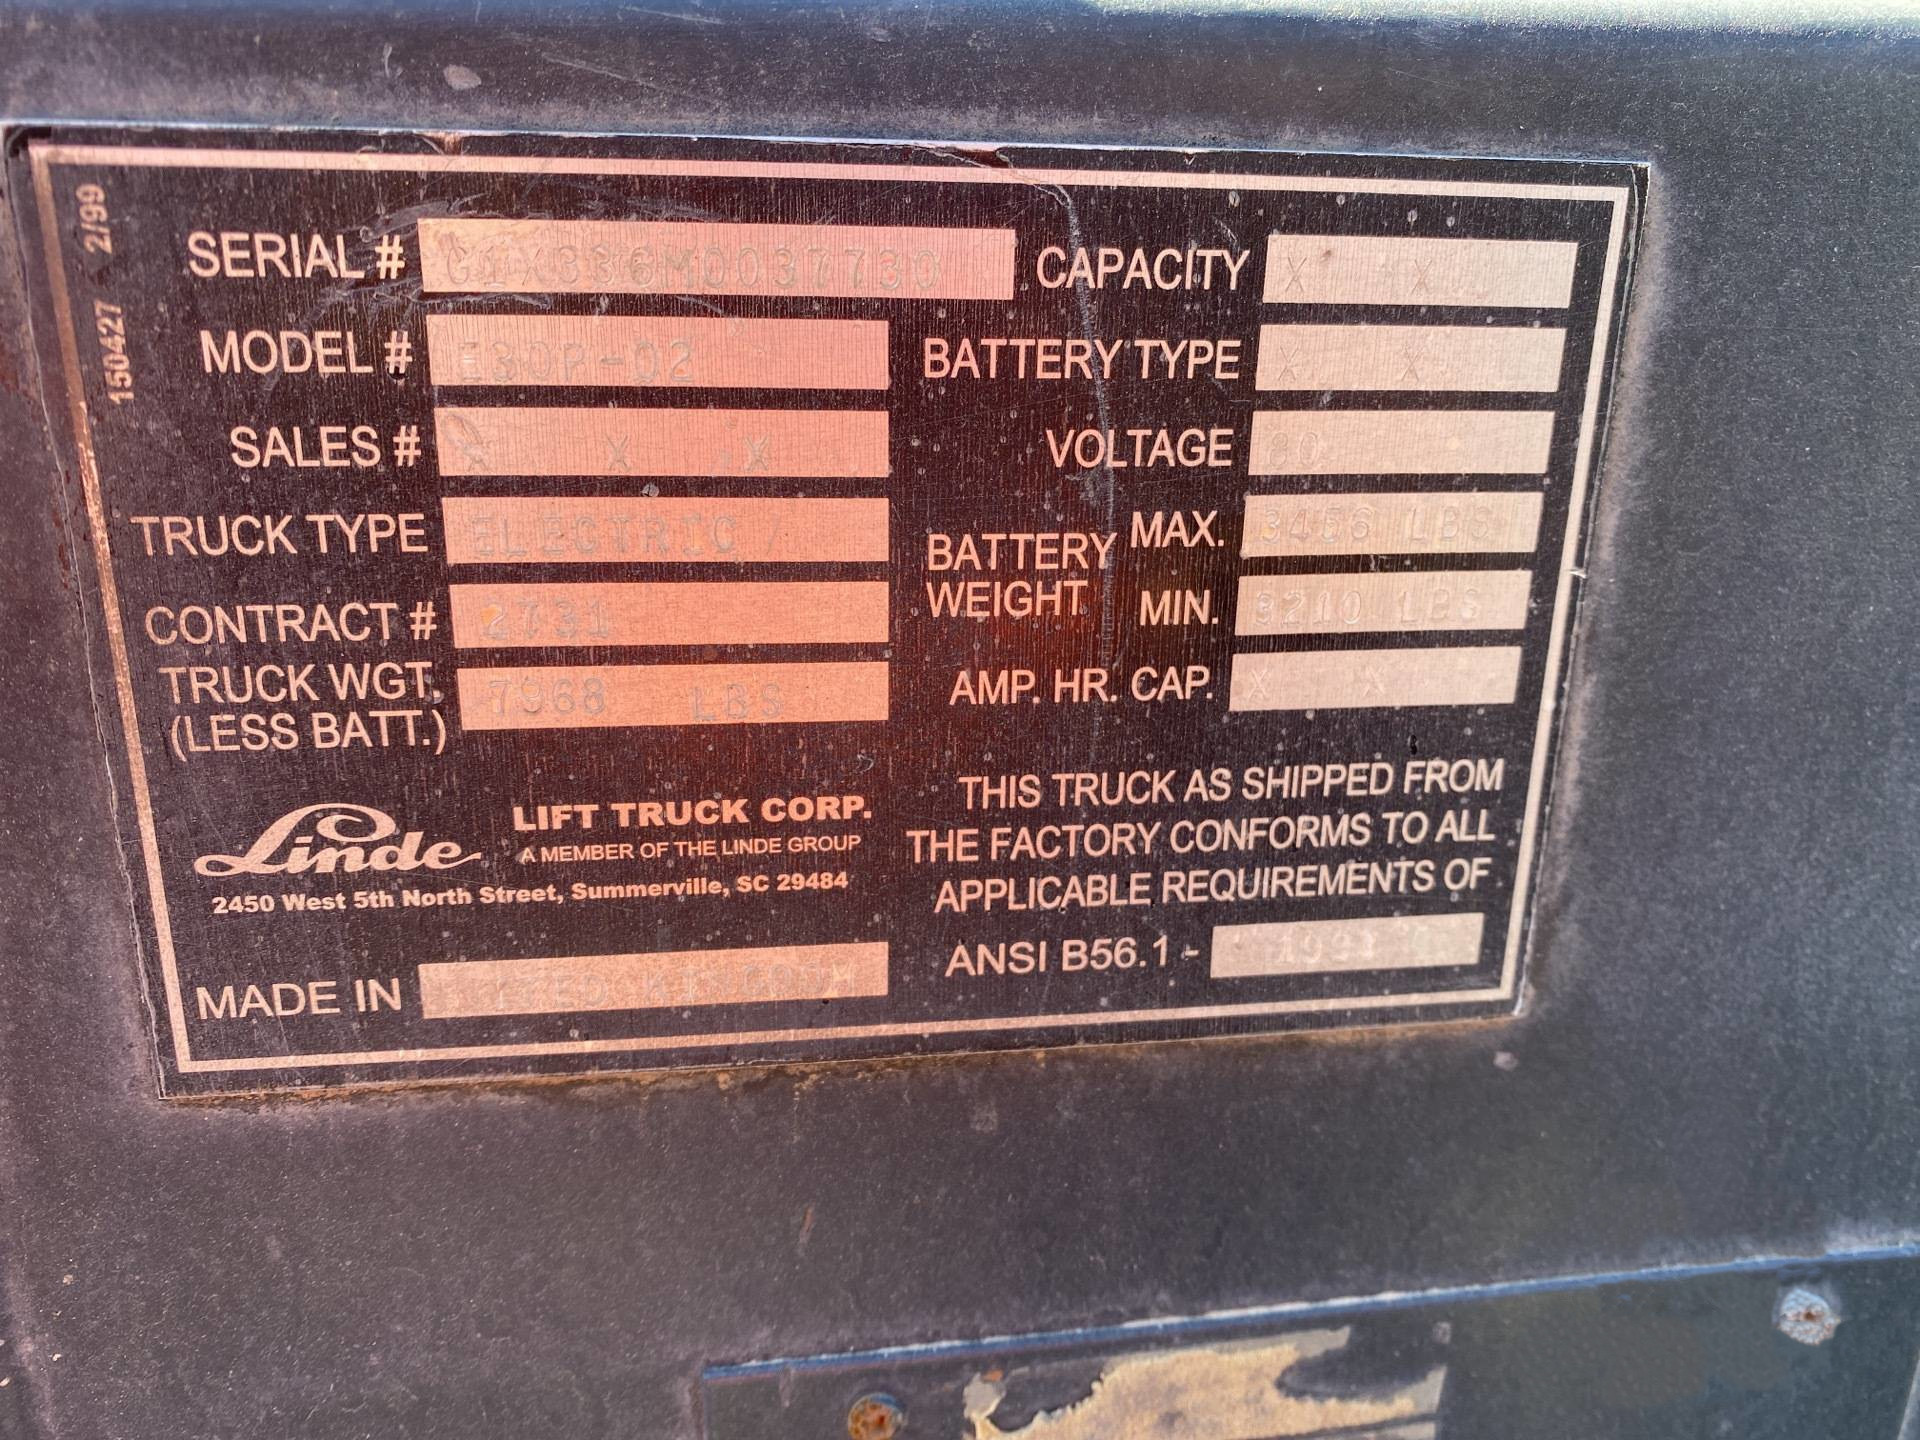 150427 2/99
SERIAL # G1X336M0037730
MODEL # E30P-02
SALES # X X X
TRUCK TYPE ELECTRIC/
CONTRACT # 2731
TRUCK WGT. (LESS BATT.) 7968 LBS
CAPACITY X X
BATTERY TYPE X X
VOLTAGE 80
BATTERY WEIGHT MAX. 3456 LBS
MIN. LBS
AMP. HR. CAP. X X
Linde LIFT TRUCK CORP.
A MEMBER OF THE LINDE GROUP
2450 West 5th North Street, Summerville, SC 29484
MADE IN KINGDOM
THIS TRUCK AS SHIPPED FROM
THE FACTORY CONFORMS TO ALL
APPLICABLE REQUIREMENTS OF
ANSI B56.1 -